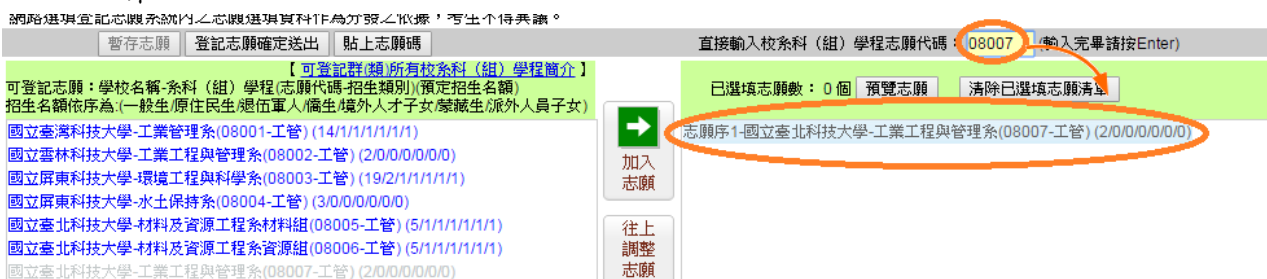 網路選填登記志願系統內之志願選項資料作為分發之依據，考生不得異議。
暫存志願 登記志願確定送出 貼上志願碼 直接輸入校系科（組）學程志願代碼：08007 (輸入完畢請按Enter)
【可登記群(類)所有校系科（組）學程簡介】
可登記志願：學校名稱-系科（組）學程(志願代碼-招生類別)(預定招生名額)
招生名額依序為:(一般生/原住民生/退伍軍人/僑生/境外人才子女/蒙藏生/派外人員子女)
已選填志願數：0個 預覽志願 清除已選填志願清單
國立臺灣科技大學-工業管理系(08001-工管) (14/1/1/1/1/1/1)
國立雲林科技大學-工業工程與管理系(08002-工管) (2/0/0/0/0/0/0)
國立屏東科技大學-環境工程與科學系(08003-工管) (19/2/1/1/1/1/1)
國立屏東科技大學-水土保持系(08004-工管) (3/0/0/0/0/0/0)
國立臺北科技大學-材料及資源工程系材料組(08005-工管) (5/1/1/1/1/1/1)
國立臺北科技大學-材料及資源工程系資源組(08006-工管) (5/1/1/1/1/1/1)
國立臺北科技大學-工業工程與管理系(08007-工管) (2/0/0/0/0/0/0)
加入
志願
往上
調整
志願
志願序1-國立臺北科技大學-工業工程與管理系(08007-工管) (2/0/0/0/0/0/0)